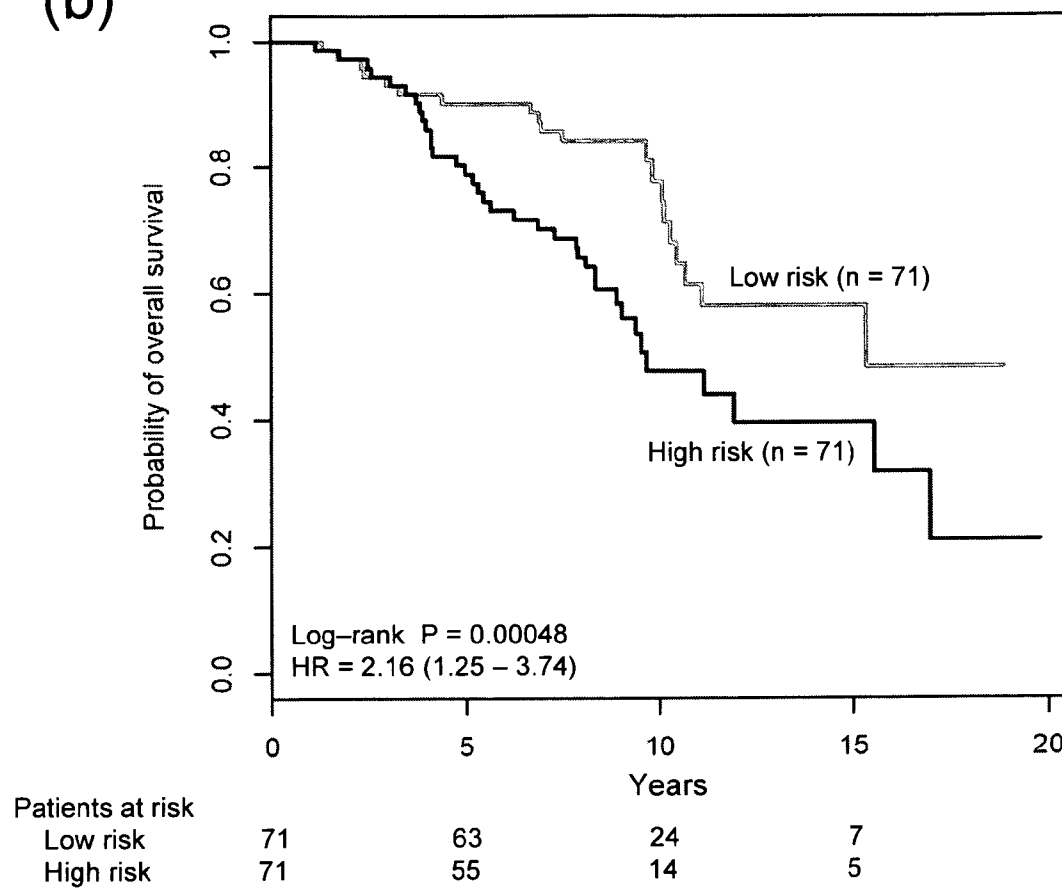 (b)
1.0
0.8
0.6
0.4
0.2
0.0
Probability of overall survival
Low risk (n = 71)
High risk (n = 71)
Log–rank P = 0.00048
HR = 2.16 (1.25 – 3.74)
0 5 10 15 20
Years
Patients at risk
Low risk 71 63 24 7
High risk 71 55 14 5